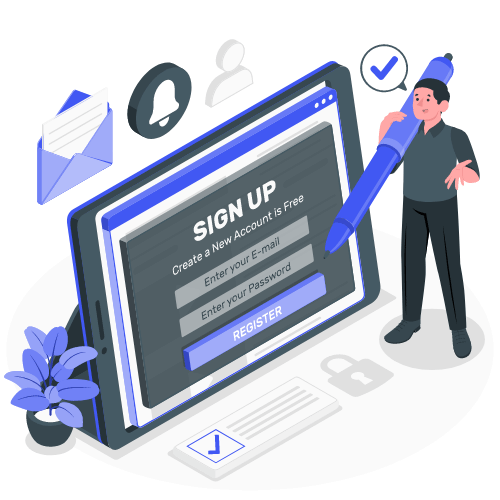 SIGN UP
Create a New Account is Free
Enter your E-mail
Enter your Password
REGISTER